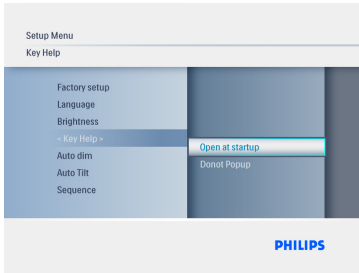 Setup Menu
Key Help
Factory setup
Language
Brightness
« Key Help »
Auto dim
Auto Tilt
Sequence
Open at startup
Donot Popup
PHILIPS